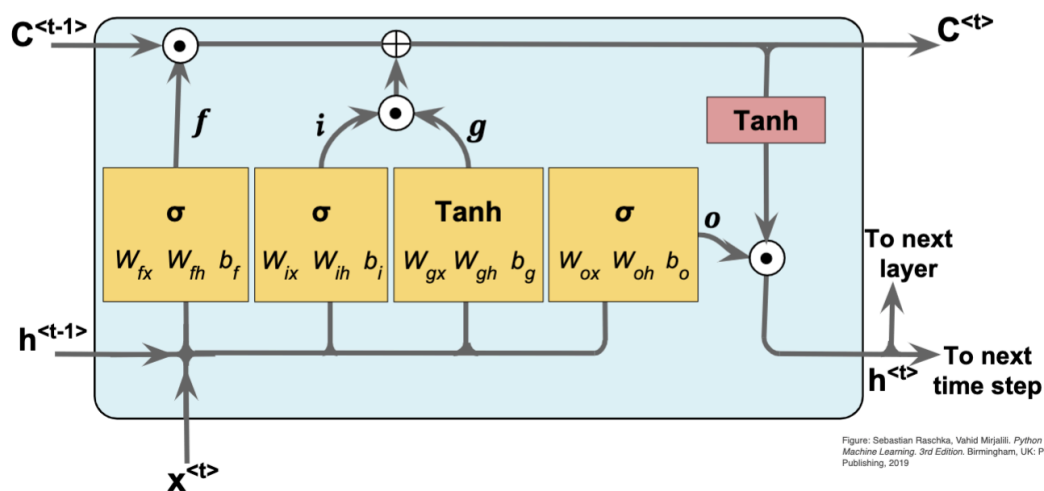 C<t-1>
C<t>
f
i
g
Tanh
σ
W_fx W_fh b_f
σ
W_ix W_ih b_i
Tanh
W_gx W_gh b_g
σ
W_ox W_oh b_o
o
To next
layer
h<t-1>
h<t>
To next
time step
x<t>
Figure: Sebastian Raschka, Vahid Mirjalili. Python
Machine Learning. 3rd Edition. Birmingham, UK: P
Publishing, 2019